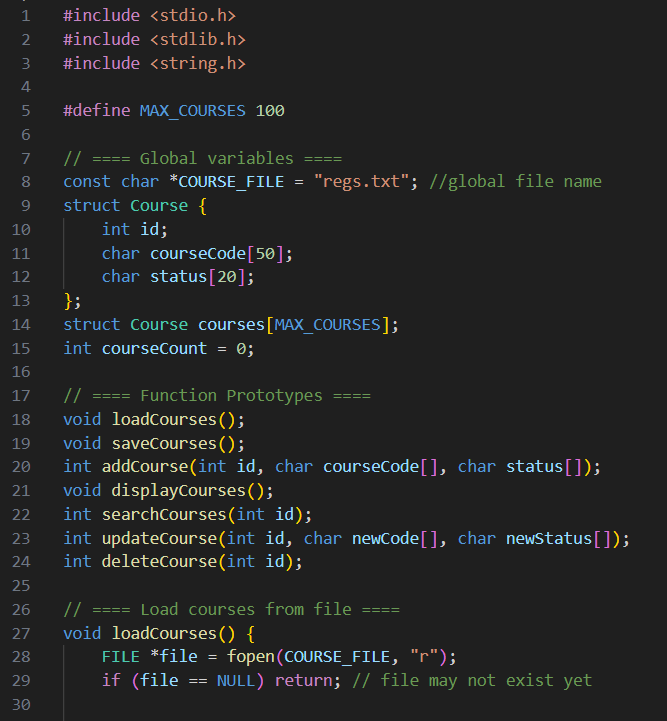 1 #include <stdio.h>
2 #include <stdlib.h>
3 #include <string.h>
4
5 #define MAX_COURSES 100
6
7 // ==== Global variables ====
8 const char *COURSE_FILE = "regs.txt"; //global file name
9 struct Course {
10     int id;
11     char courseCode[50];
12     char status[20];
13 };
14 struct Course courses[MAX_COURSES];
15 int courseCount = 0;
16
17 // ==== Function Prototypes ====
18 void loadCourses();
19 void saveCourses();
20 int addCourse(int id, char courseCode[], char status[]);
21 void displayCourses();
22 int searchCourses(int id);
23 int updateCourse(int id, char newCode[], char newStatus[]);
24 int deleteCourse(int id);
25
26 // ==== Load courses from file ====
27 void loadCourses() {
28     FILE *file = fopen(COURSE_FILE, "r");
29     if (file == NULL) return; // file may not exist yet
30